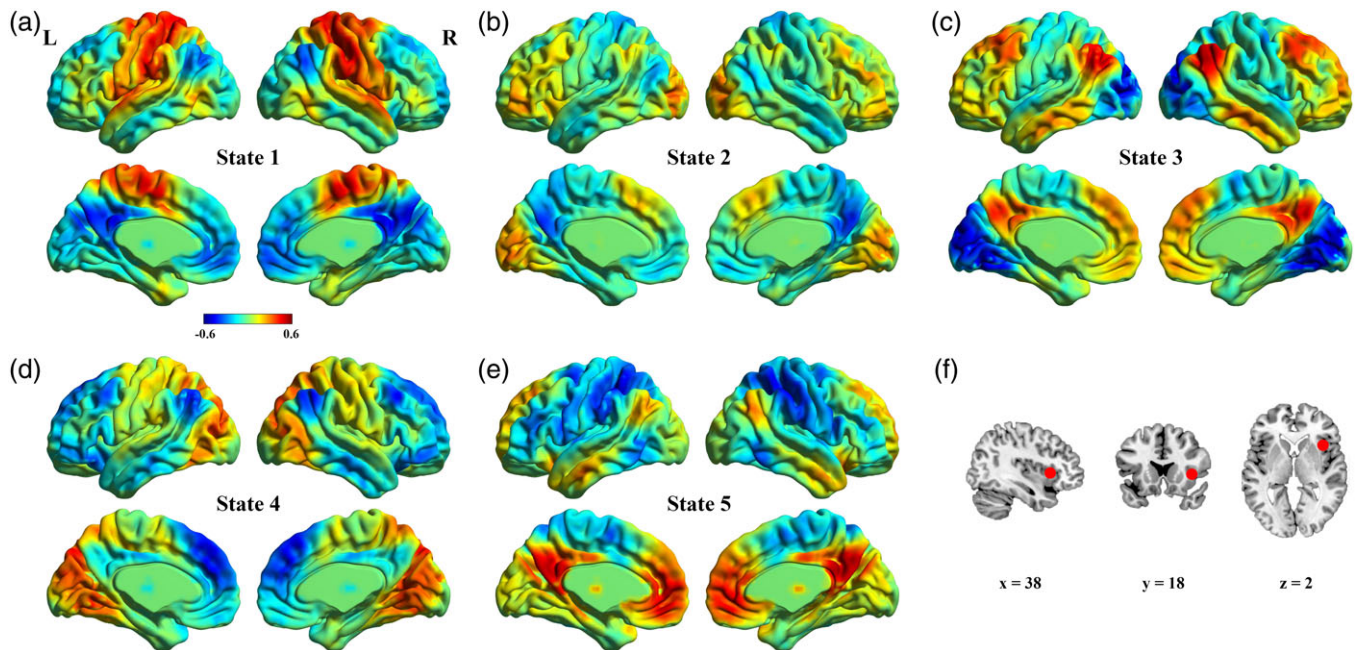 (a)
L
R
State 1
-0.6 0.6
(b)
State 2
(c)
State 3
(d)
State 4
(e)
State 5
(f)
x = 38
y = 18
z = 2